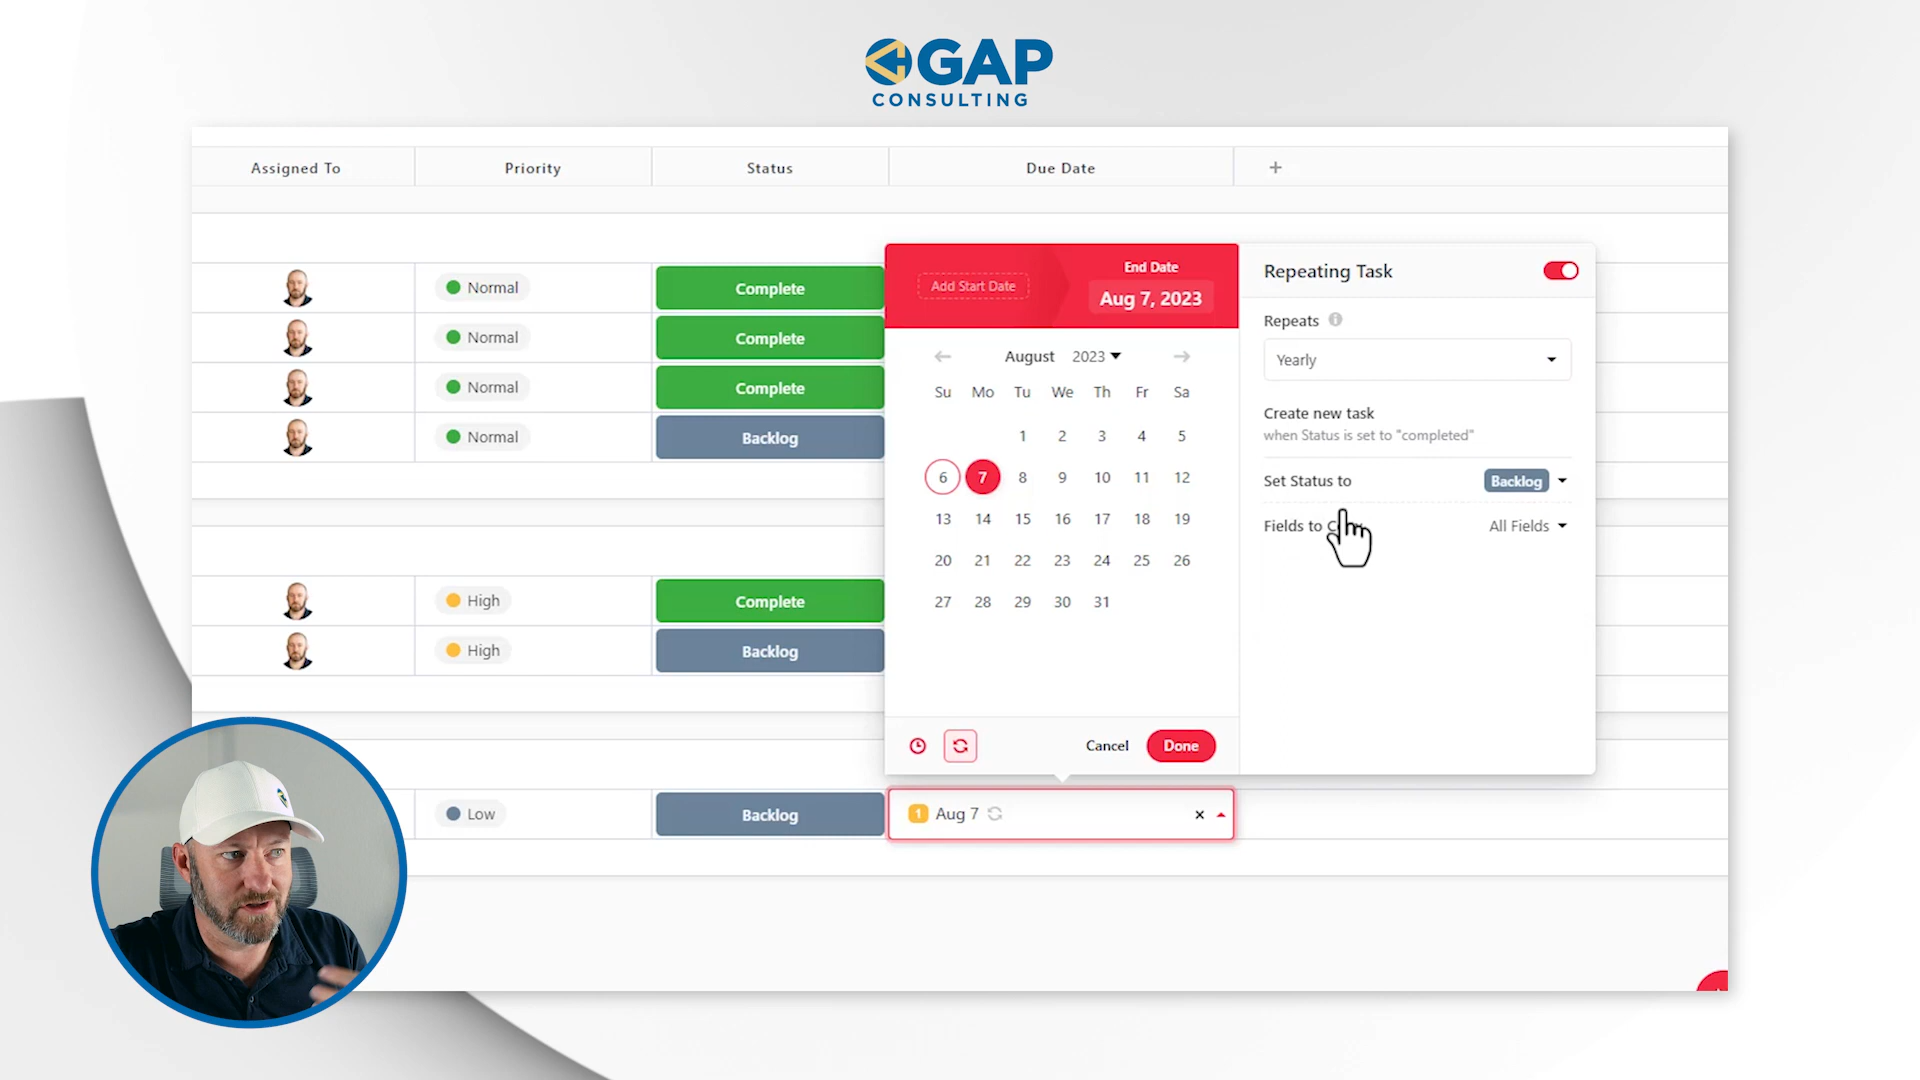 GAP
CONSULTING
Assigned To Priority Status Due Date +
Normal Complete
Normal Complete
Normal Complete
Normal Backlog
High Complete
High Backlog
Low Backlog
Add Start Date
End Date
Aug 7, 2023
August 2023
Su Mo Tu We Th Fr Sa
1 2 3 4 5
6 7 8 9 10 11 12
13 14 15 16 17 18 19
20 21 22 23 24 25 26
27 28 29 30 31
Cancel Done
Repeating Task
Repeats
Yearly
Create new task
when Status is set to "completed"
Set Status to Backlog
Fields to All Fields
1 Aug 7